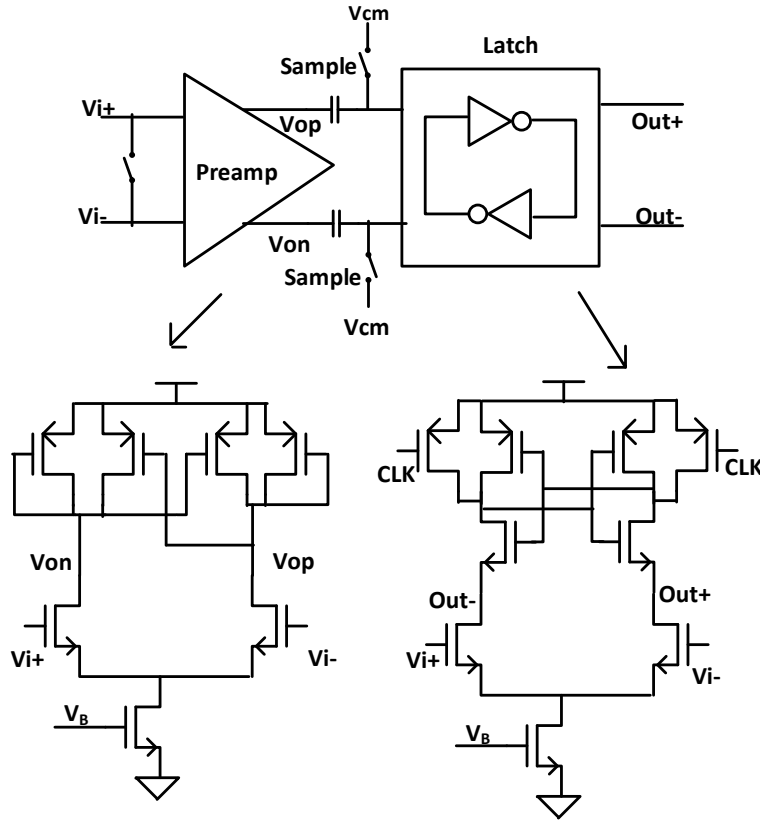 Vcm
Latch
Sample
Vi+
Vop
Out+
Preamp
Vi-
Out-
Von
Sample
Vcm
CLK
CLK
Von
Vop
Out-
Out+
Vi+
Vi-
Vi+
Vi-
VB
VB